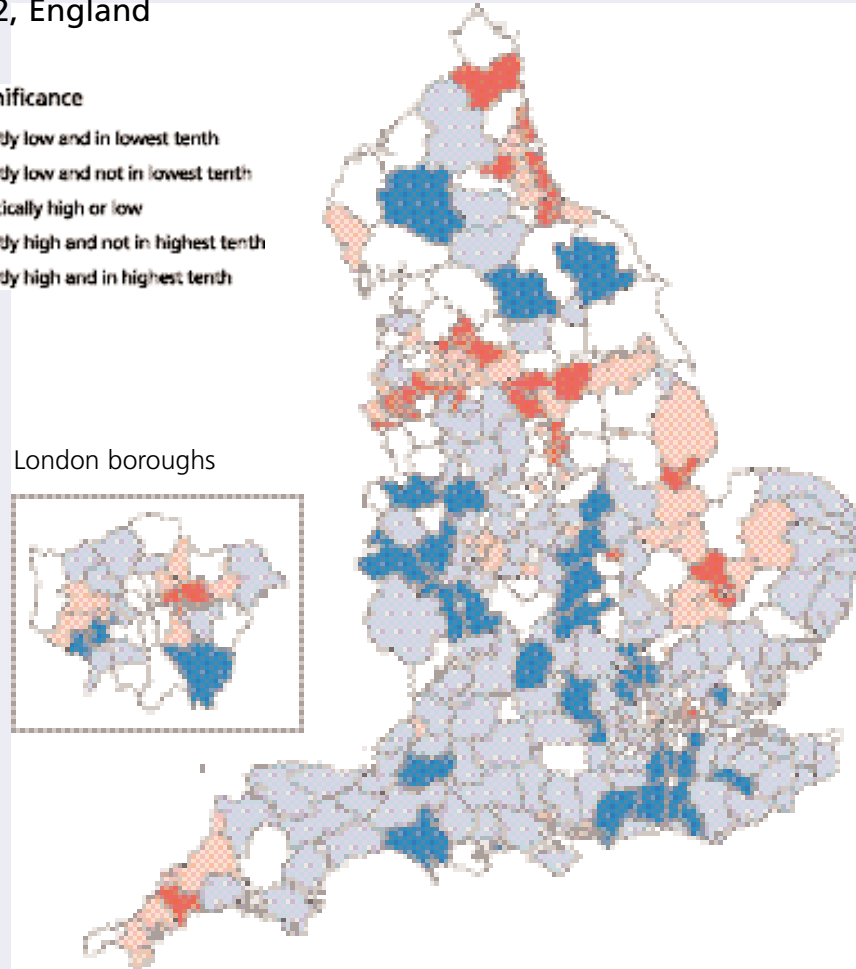 2, England
nificance
tly low and in lowest tenth
tly low and not in lowest tenth
tically high or low
tly high and not in highest tenth
tly high and in highest tenth
London boroughs